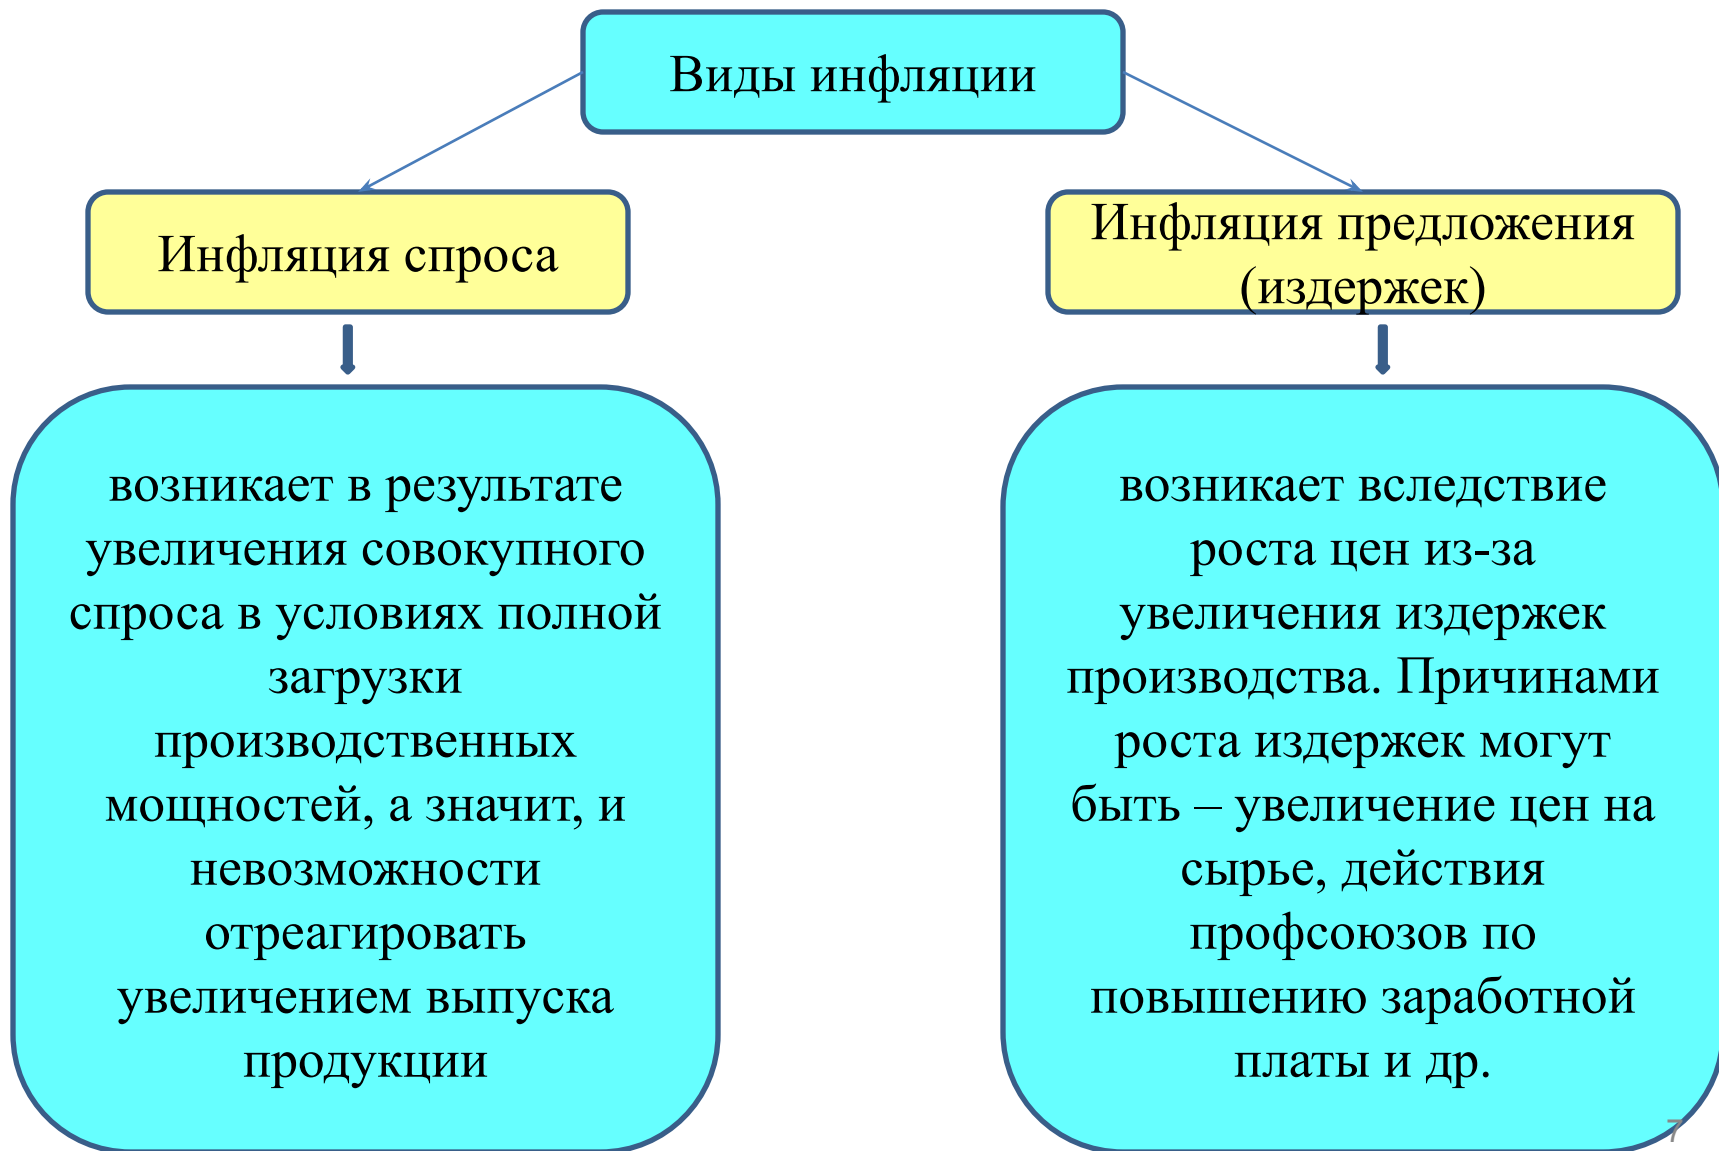 Виды инфляции
Инфляция спроса
Инфляция предложения
(издержек)
возникает в результате
увеличения совокупного
спроса в условиях полной
загрузки
производственных
мощностей, а значит, и
невозможности
отреагировать
увеличением выпуска
продукции
возникает вследствие
роста цен из-за
увеличения издержек
производства. Причинами
роста издержек могут
быть – увеличение цен на
сырье, действия
профсоюзов по
повышению заработной
платы и др.
7